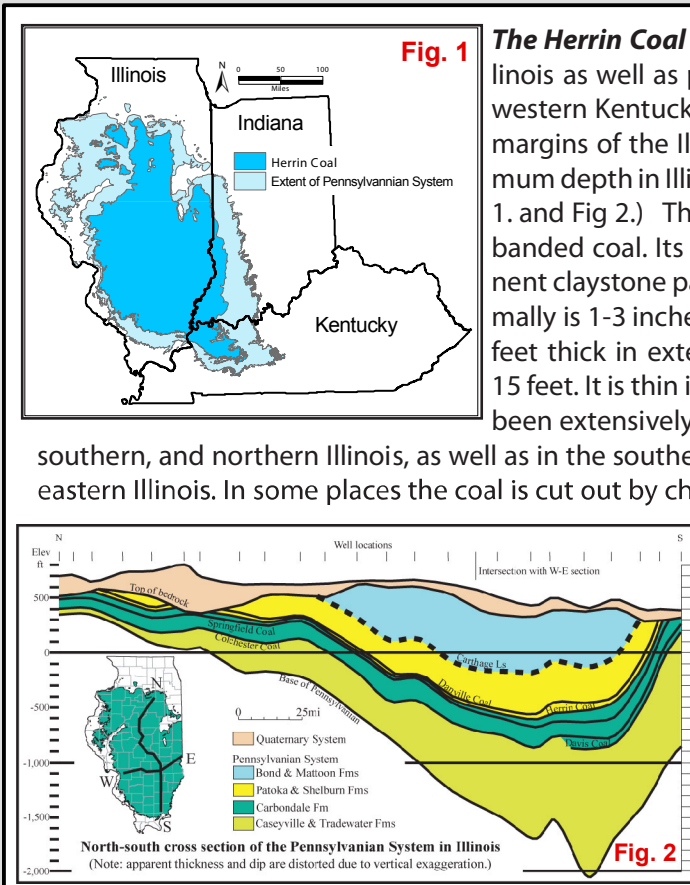 Fig. 1
Illinois
N
0 50 100
Miles
Indiana
Herrin Coal
Extent of Pennsylvannian System
Kentucky
The Herrin Coal
linois as well as p
western Kentuck
margins of the Il
mum depth in Illi
1. and Fig 2.) Th
banded coal. Its
nent claystone pa
mally is 1-3 inche
feet thick in exte
15 feet. It is thin i
been extensively
southern, and northern Illinois, as well as in the southe
eastern Illinois. In some places the coal is cut out by ch
N
Well locations
S
Elev
ft
Intersection with W-E section
500
0
-500
-1,000
-1,500
-2,000
Top of bedrock
Springfield Coal
Colchester Coal
Base of Pennsylvanian
Carthage Ls
Danville Coal
Herrin Coal
Davis Coal
N
W
E
S
0 25mi
Quaternary System
Pennsylvanian System
Bond & Mattoon Fms
Patoka & Shelburn Fms
Carbondale Fm
Caseyville & Tradewater Fms
North-south cross section of the Pennsylvanian System in Illinois
(Note: apparent thickness and dip are distorted due to vertical exaggeration.)
Fig. 2